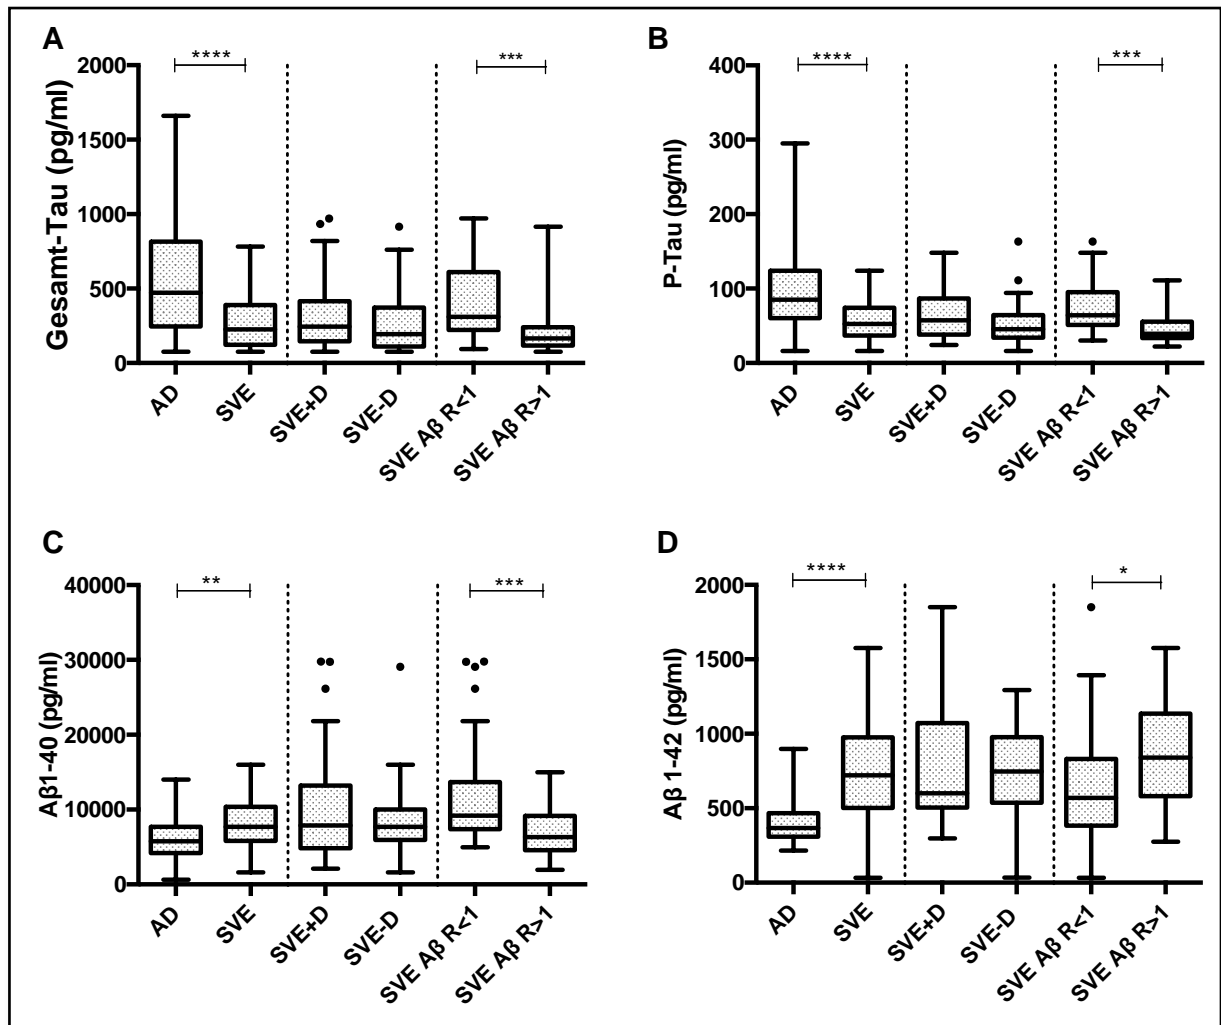 A
Gesamt-Tau (pg/ml)
2000
1500
1000
500
0
****
***
AD
SVE
SVE+D
SVE-D
SVE Aβ R<1
SVE Aβ R>1
B
P-Tau (pg/ml)
400
300
200
100
0
****
***
AD
SVE
SVE+D
SVE-D
SVE Aβ R<1
SVE Aβ R>1
C
Aβ1-40 (pg/ml)
40000
30000
20000
10000
0
**
***
AD
SVE
SVE+D
SVE-D
SVE Aβ R<1
SVE Aβ R>1
D
Aβ 1-42 (pg/ml)
2000
1500
1000
500
0
****
*
AD
SVE
SVE+D
SVE-D
SVE Aβ R<1
SVE Aβ R>1